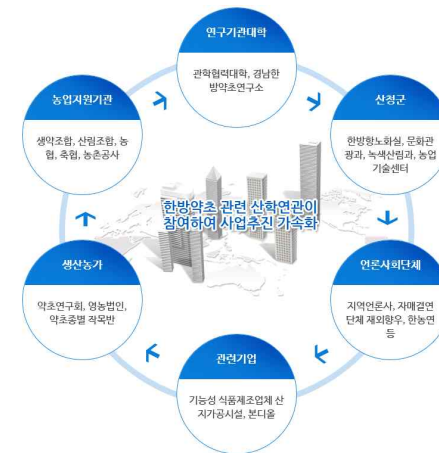 연구기관대학
관학협력대학, 경남한
방약초연구소
산청군
한방항노화실, 문화관
광과, 녹색산림과, 농업
기술센터
언론사회단체
지역언론사, 자매결연
단체 재외향우, 한농연
등
관련기업
기능성 식품제조업체 산
지가공시설, 본디올
생산농가
약초연구회, 영농법인,
약초종별 작목반
농업지원기관
생약조합, 산림조합, 농
협, 축협, 농촌공사
한방약초 관련 산학연관이
참여하여 사업추진 가속화